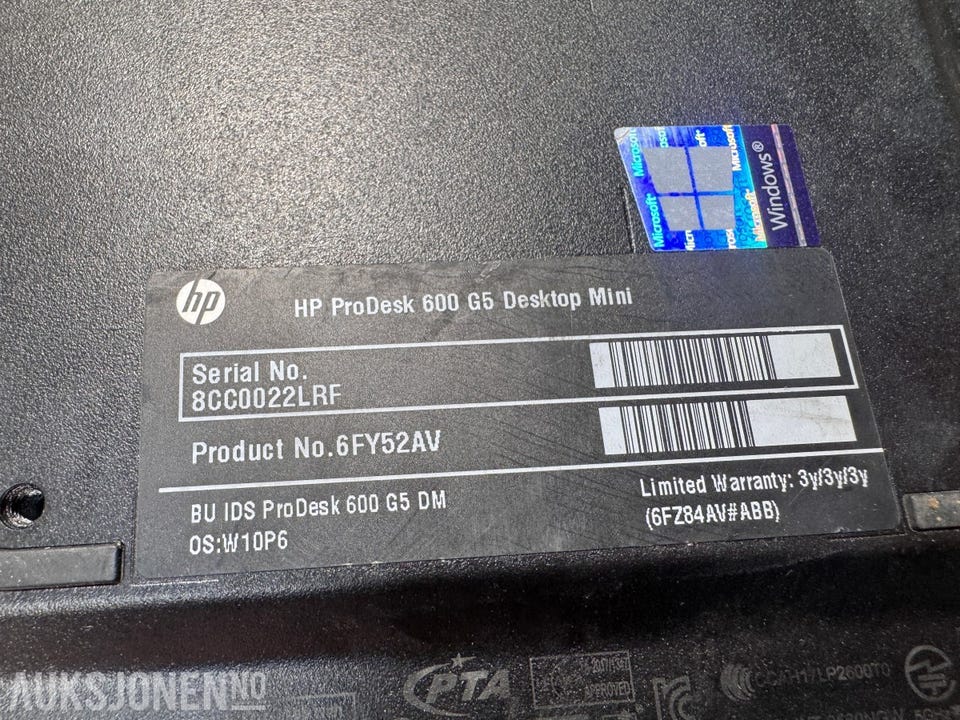 Windows®
Microsoft
hp
HP ProDesk 600 G5 Desktop Mini
Serial No.
8CC0022LRF
Product No.6FY52AV
BU IDS ProDesk 600 G5 DM
OS:W10P6
Limited Warranty: 3y/3y/3y
(6FZ84AV#ABB)
PTA
APPROVED
AUKSJONEN.NO